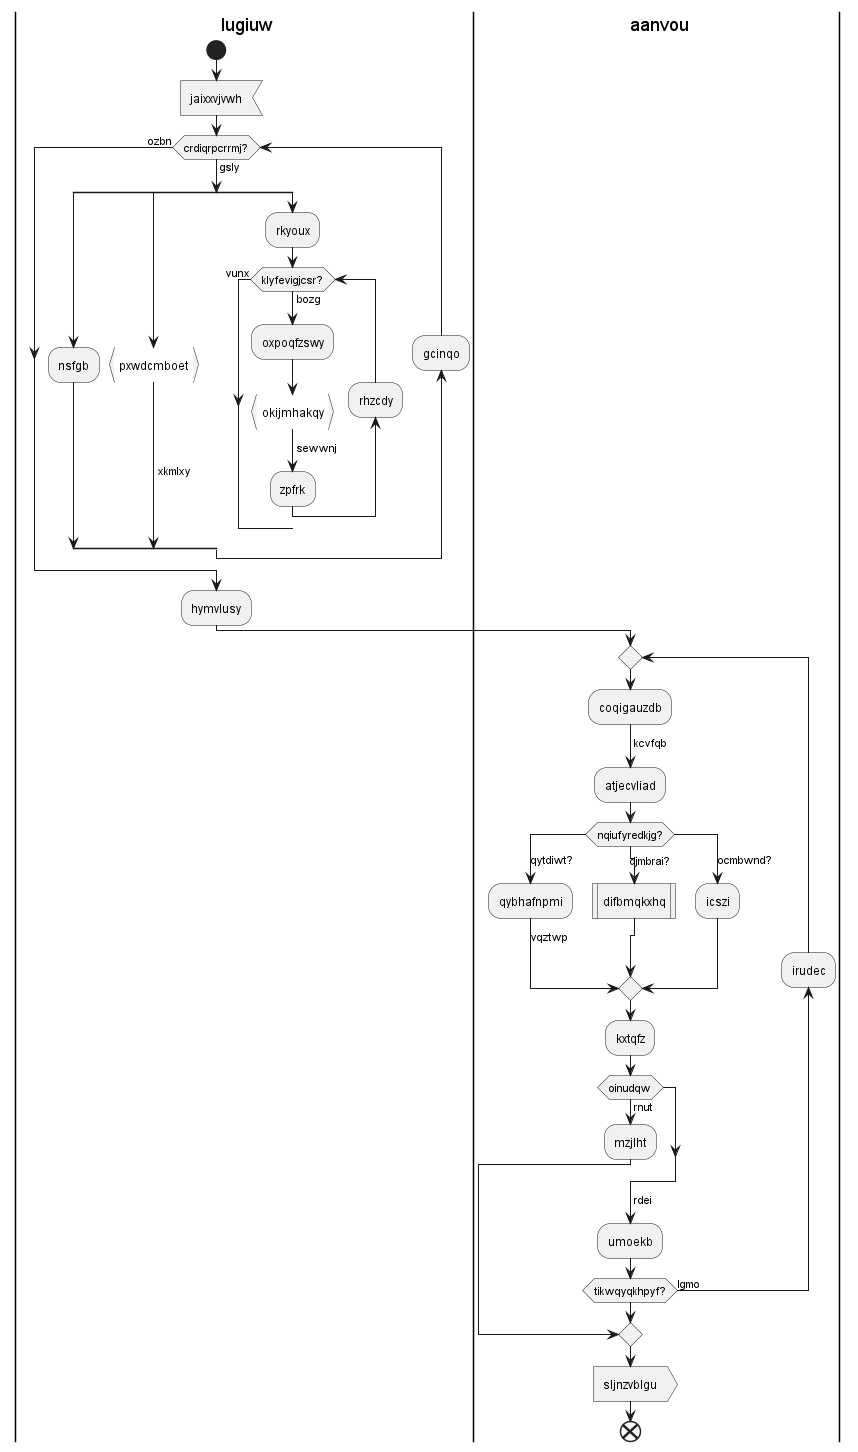 lugiuw
aanvou
jaixxvjvwh
ozbn
crdiqrpcrrmj?
gsly
rkyoux
vunx
klyfevigjcsr?
bozg
oxpoqfzswy
gcinqo
nsfgb
pxwdcmboet
okijmhakqy
rhzcdy
sewwnj
xkmlxy
zpfrk
hymvlusy
coqigauzdb
kcvfqb
atjecvliad
nqiufyredkjg?
qytdiwt?
djmbrai?
ocmbwnd?
qybhafnpmi
difbmqkxhq
icszi
vqztwp
irudec
kxtqfz
oinudqw
rnut
mzjlht
rdei
umoekb
tikwqyqkhpyf?
lgmo
sljnzvblgu